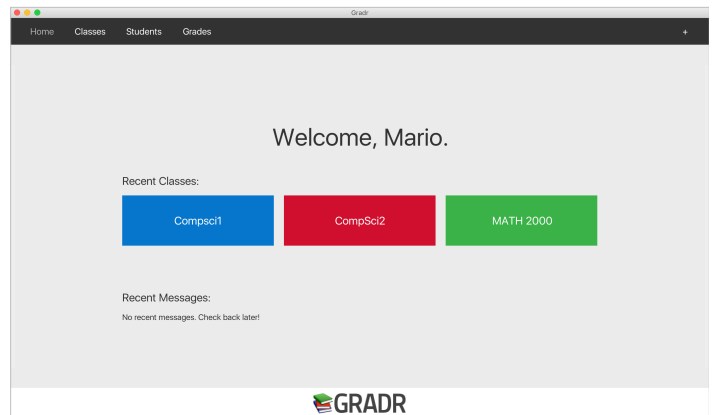 Gradr
Home Classes Students Grades +
Welcome, Mario.
Recent Classes:
Compsci1 CompSci2 MATH 2000
Recent Messages:
No recent messages. Check back later!
GRADR